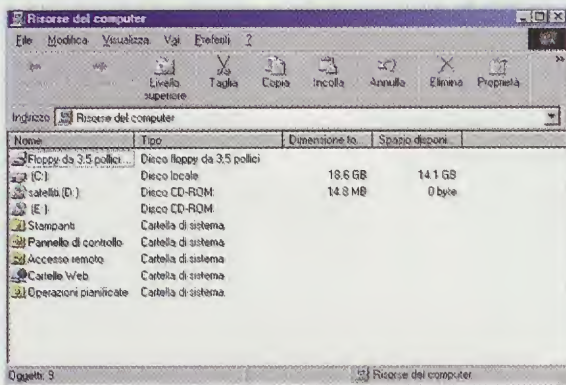 Risorse del computer
File Modifica Visualizza Vai Preferiti ?
Livello superiore Taglia Copia Incolla Annulla Elimina Proprietà »
Indirizzo Risorse del computer
Nome Tipo Dimensione to... Spazio disponi...
Floppy da 3,5 pollici ... Disco floppy da 3,5 pollici
(C:) Disco locale 18.6 GB 14.1 GB
satelliti (D:) Disco CD-ROM 14.8 MB 0 byte
(E:) Disco CD-ROM
Stampanti Cartella di sistema
Pannello di controllo Cartella di sistema
Accesso remoto Cartella di sistema
Cartelle Web Cartella di sistema
Operazioni pianificate Cartella di sistema
Oggetti: 9 Risorse del computer